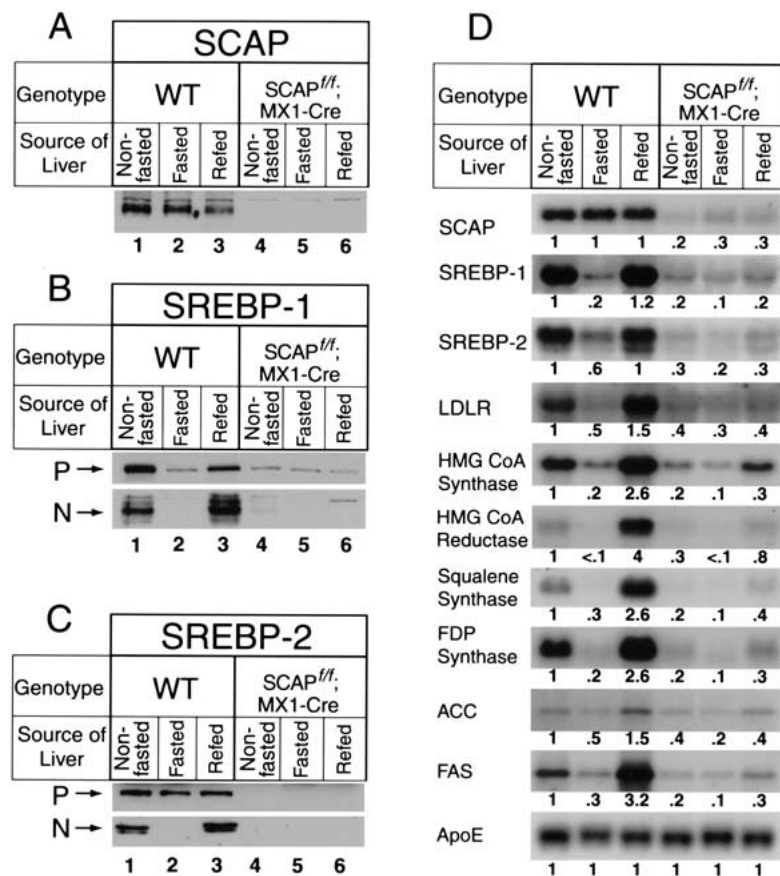 A
SCAP
Genotype WT SCAPf/f; MX1-Cre
Source of Liver Non-fasted Fasted Refed Non-fasted Fasted Refed
1 2 3 4 5 6
B
SREBP-1
Genotype WT SCAPf/f; MX1-Cre
Source of Liver Non-fasted Fasted Refed Non-fasted Fasted Refed
P →
N →
1 2 3 4 5 6
C
SREBP-2
Genotype WT SCAPf/f; MX1-Cre
Source of Liver Non-fasted Fasted Refed Non-fasted Fasted Refed
P →
N →
1 2 3 4 5 6
D
Genotype WT SCAPf/f; MX1-Cre
Source of Liver Non-fasted Fasted Refed Non-fasted Fasted Refed
SCAP
1 1 1 .2 .3 .3
SREBP-1
1 .2 1.2 .2 .1 .2
SREBP-2
1 .6 1 .3 .2 .3
LDLR
1 .5 1.5 .4 .3 .4
HMG CoA
Synthase
1 .2 2.6 .2 .1 .3
HMG CoA
Reductase
1 <.1 4 .3 <.1 .8
Squalene
Synthase
1 .3 2.6 .2 .1 .4
FDP
Synthase
1 .2 2.6 .2 .1 .3
ACC
1 .5 1.5 .4 .2 .4
FAS
1 .3 3.2 .2 .1 .3
ApoE
1 1 1 1 1 1